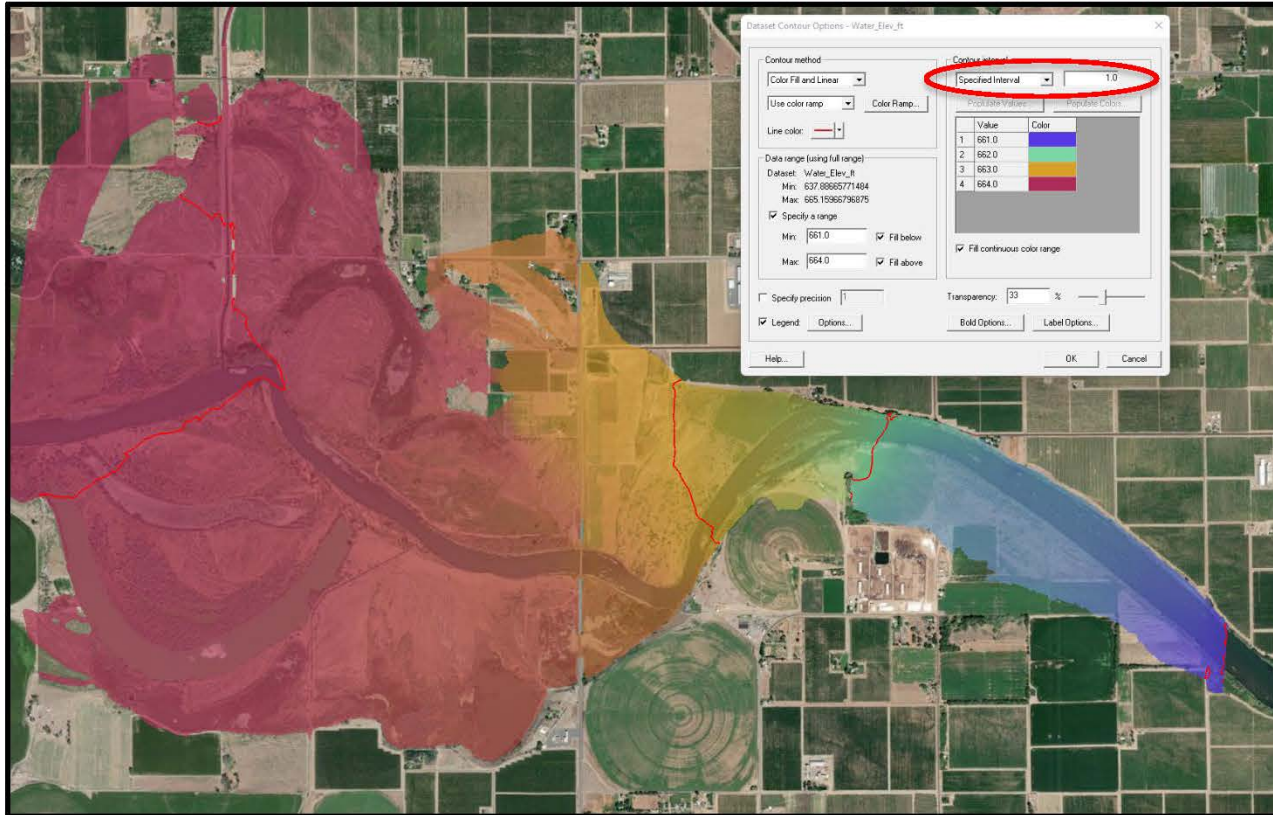 Dataset Contour Options - Water_Elev_ft
Contour method
Color Fill and Linear
Use color ramp
Color Ramp...
Line color:
Data range (using full range)
Dataset: Water_Elev_ft
Min: 637.88665771484
Max: 665.15966796875
Specify a range
Min: 661.0
Fill below
Max: 664.0
Fill above
Specify precision 1
Legend: Options...
Help...
Contour interval
Specified Interval 1.0
Populate Values
Populate Colors...
Value Color
1 661.0
2 662.0
3 663.0
4 664.0
Fill continuous color range
Transparency: 33 %
Bold Options...
Label Options...
OK
Cancel